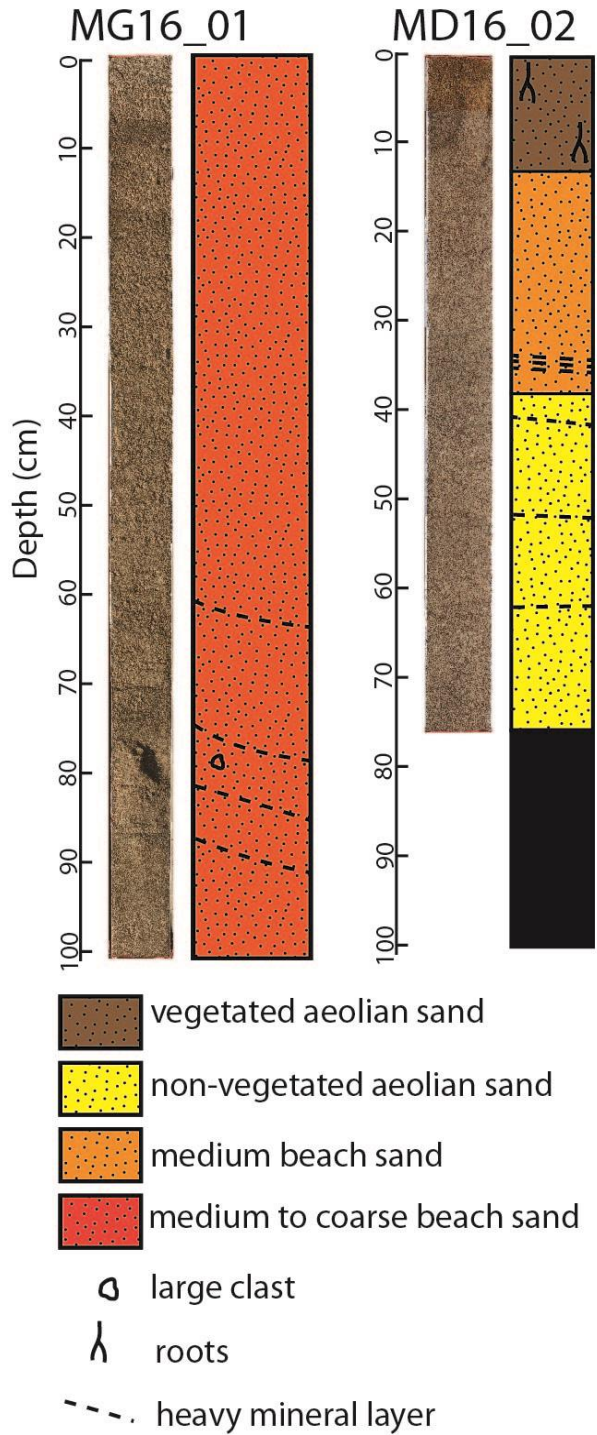 MG16_01
MD16_02
Depth (cm)
0
10
20
30
40
50
60
70
80
90
100
0
10
20
30
40
50
60
70
80
90
100
vegetated aeolian sand
non-vegetated aeolian sand
medium beach sand
medium to coarse beach sand
large clast
roots
heavy mineral layer